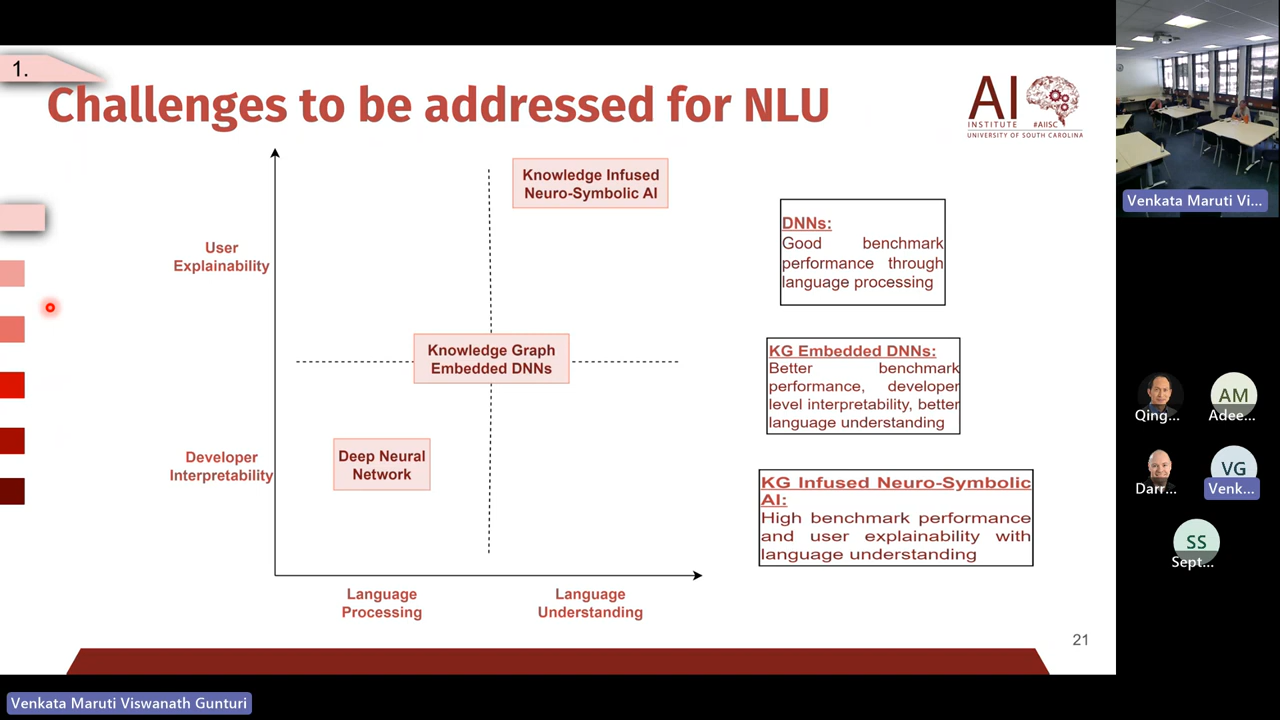 1.
Challenges to be addressed for NLU
AI
INSTITUTE #AIISC
UNIVERSITY OF SOUTH CAROLINA
Knowledge Infused
Neuro-Symbolic AI
User
Explainability
Knowledge Graph
Embedded DNNs
Developer
Interpretability
Deep Neural
Network
Language
Processing
Language
Understanding
DNNs:
Good benchmark
performance through
language processing
KG Embedded DNNs:
Better benchmark
performance, developer
level interpretability, better
language understanding
KG Infused Neuro-Symbolic
AI:
High benchmark performance
and user explainability with
language understanding
21
Venkata Maruti Vi...
Qing...
AM
Adee...
Darr...
VG
Venk...
SS
Sept...
Venkata Maruti Viswanath Gunturi